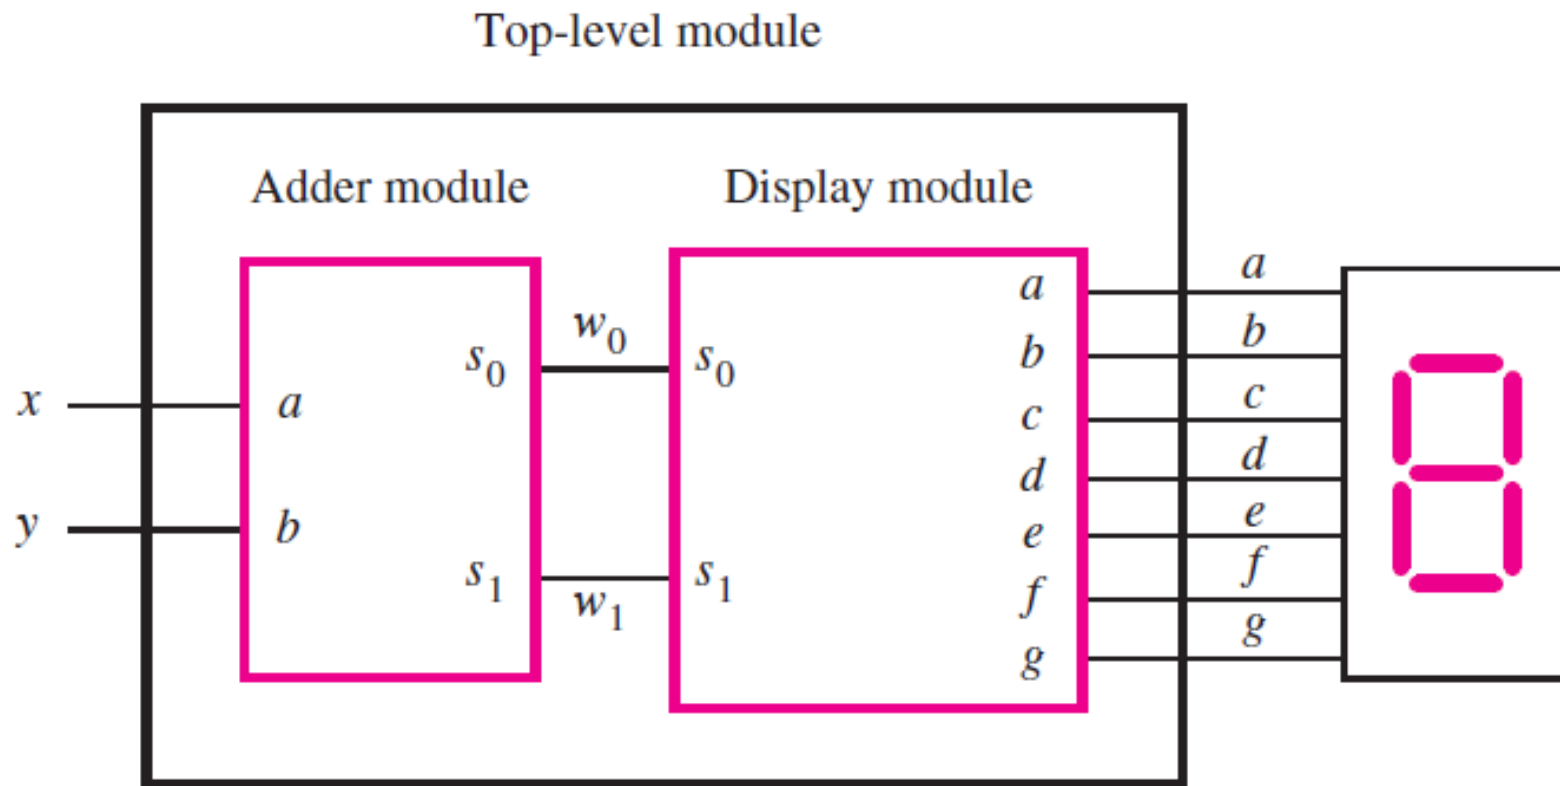 Top-level module
Adder module
Display module
x
y
a
b
s0
s1
w0
w1
s0
s1
a
b
c
d
e
f
g
a
b
c
d
e
f
g